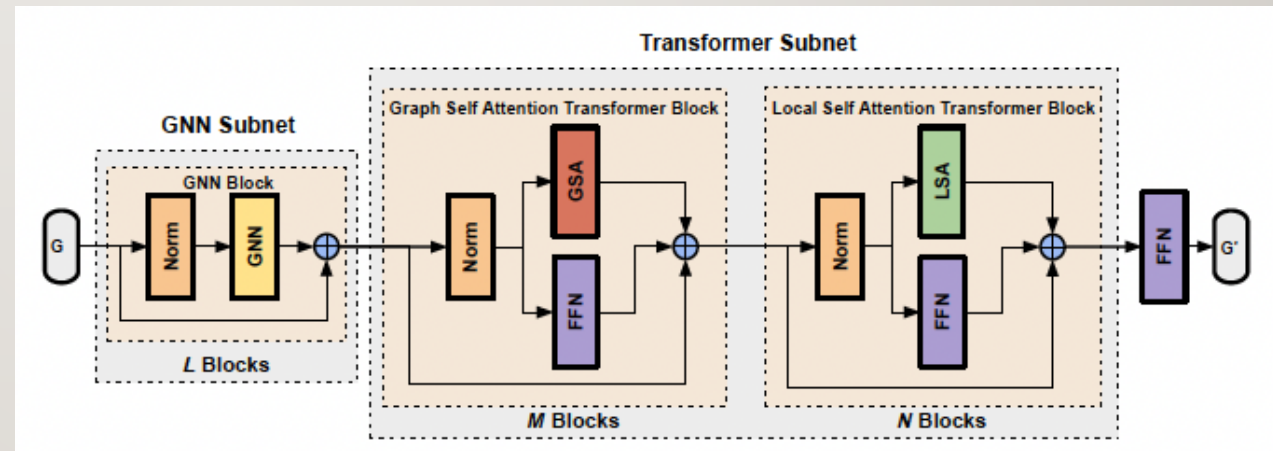 Transformer Subnet
Graph Self Attention Transformer Block
Local Self Attention Transformer Block
GNN Subnet
GNN Block
G
Norm
GNN
L Blocks
Norm
GSA
FFN
M Blocks
Norm
LSA
FFN
N Blocks
FFN
G'